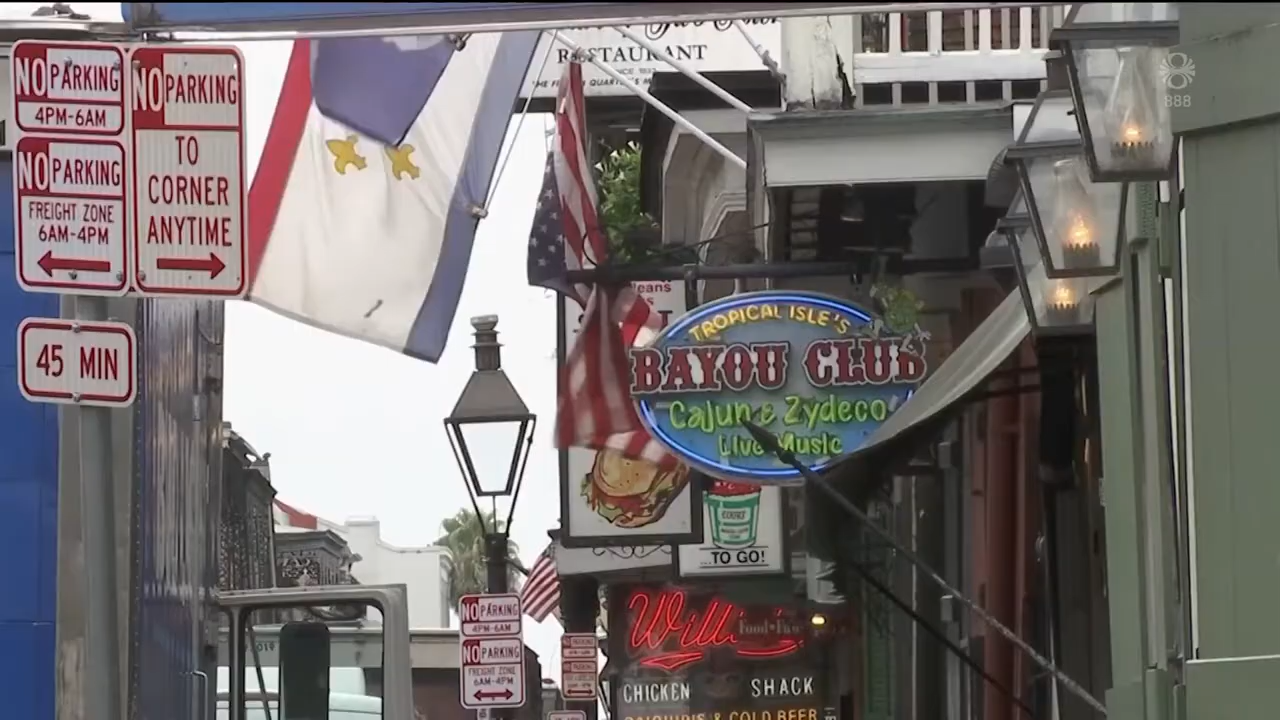 NO PARKING
4PM-6AM
NO PARKING
FREIGHT ZONE
6AM-4PM
NO PARKING
TO
CORNER
ANYTIME
45 MIN
RESTAURANT
888
TROPICAL ISLE'S
BAYOU CLUB
Cajun & Zydeco
Live Music
...TO GO!
NO PARKING
4PM-6AM
NO PARKING
FREIGHT ZONE
6AM-4PM
CHICKEN SHACK
& COLD BEER